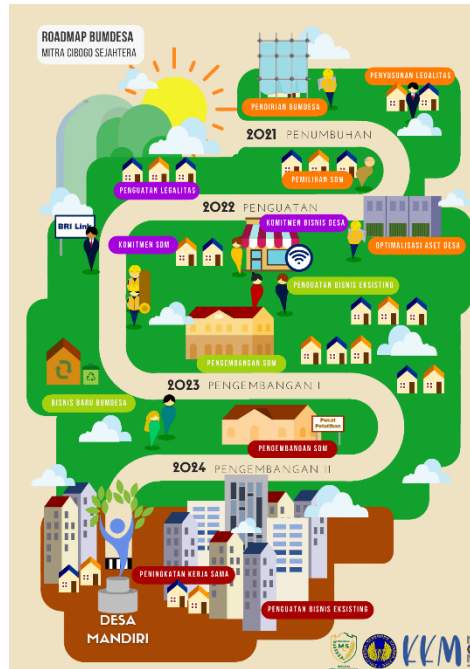 ROADMAP BUMDESA
MITRA CIBOGO SEJAHTERA
PENYUSUNAN LEGALITAS
PENDIRIAN BUMDESA
2021 PENUMBUHAN
PEMILIHAN SDM
PENGUATAN LEGALITAS
2022 PENGUATAN
BRI Link
KOMITMEN BISNIS DESA
KOMITMEN SDM
OPTIMALISASI ASET DESA
PENGUATAN BISNIS EKSISTING
PENGEMBANGAN SDM
2023 PENGEMBANGAN I
BISNIS BARU BUMDESA
Pusat
Pelatihan
PENGEMBANGAN SDM
2024 PENGEMBANGAN II
PENINGKATAN KERJA SAMA
PENGUATAN BISNIS EKSISTING
DESA
MANDIRI
KKM